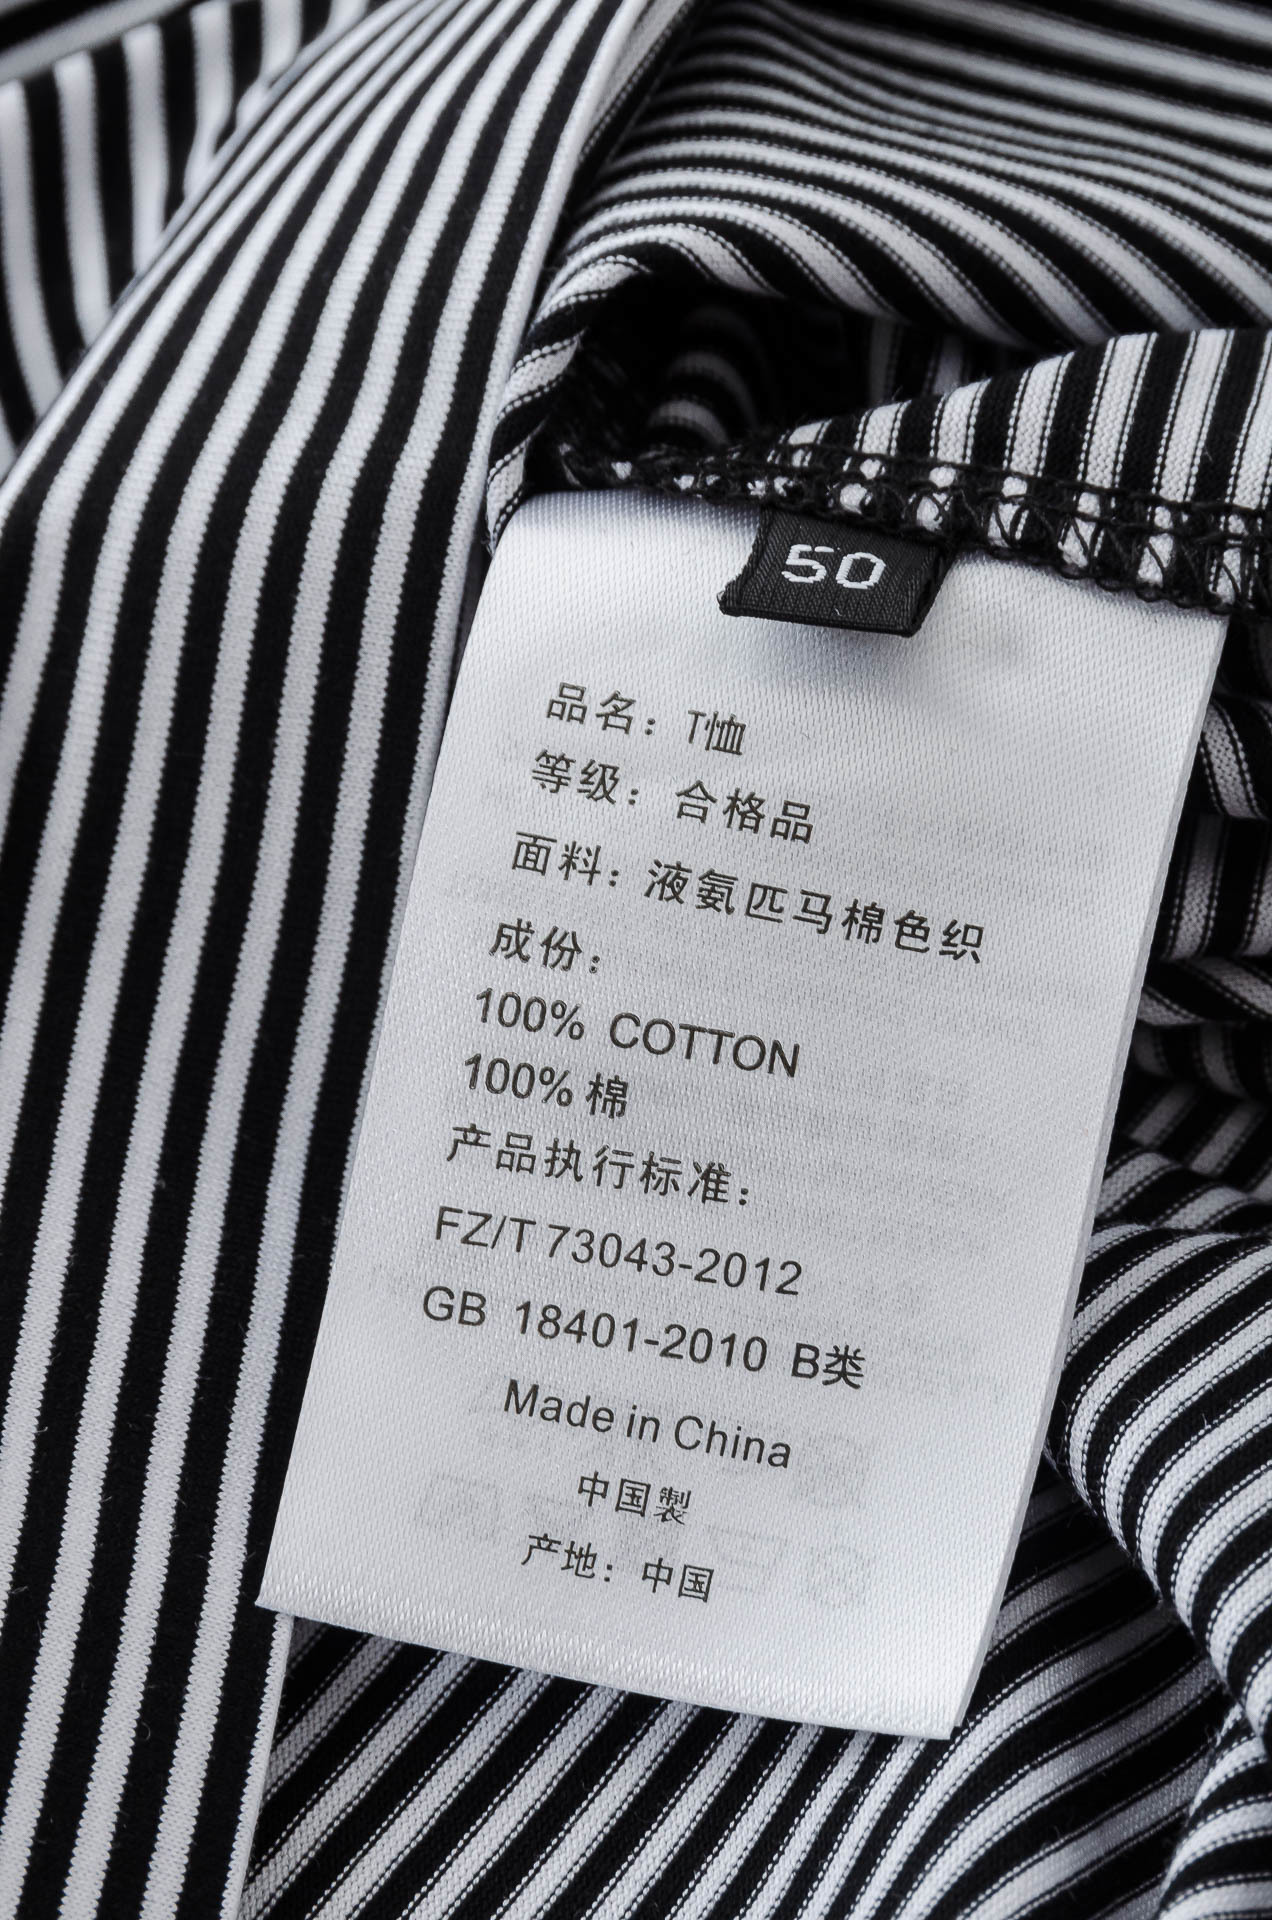 50
品名：T恤
等级：合格品
面料：液氨匹马棉色织
成份：
100% COTTON
100% 棉
产品执行标准：
FZ/T 73043-2012
GB 18401-2010 B类
Made in China
中国製
产地：中国